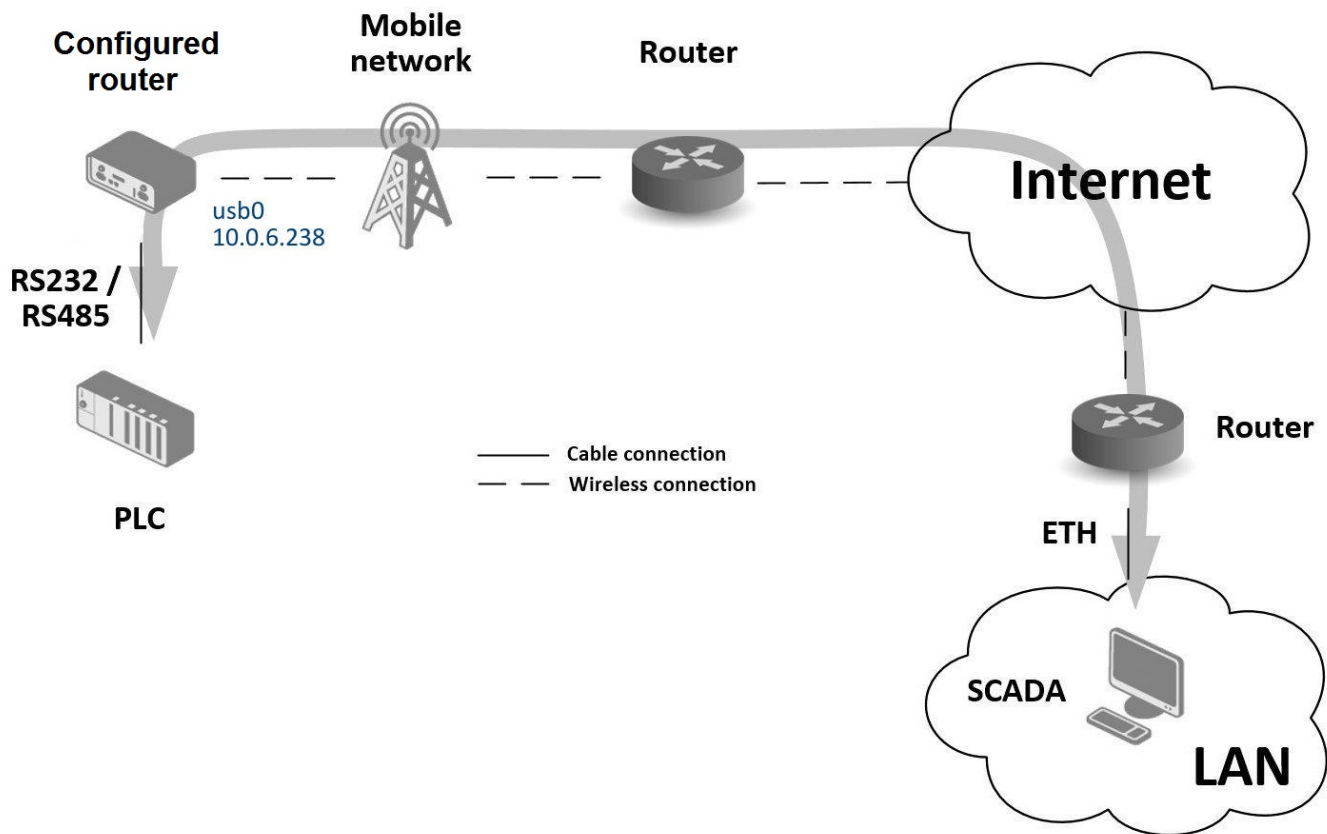 Configured
router
Mobile
network
Router
Internet
usb0
10.0.6.238
RS232 /
RS485
PLC
Cable connection
Wireless connection
Router
ETH
SCADA
LAN